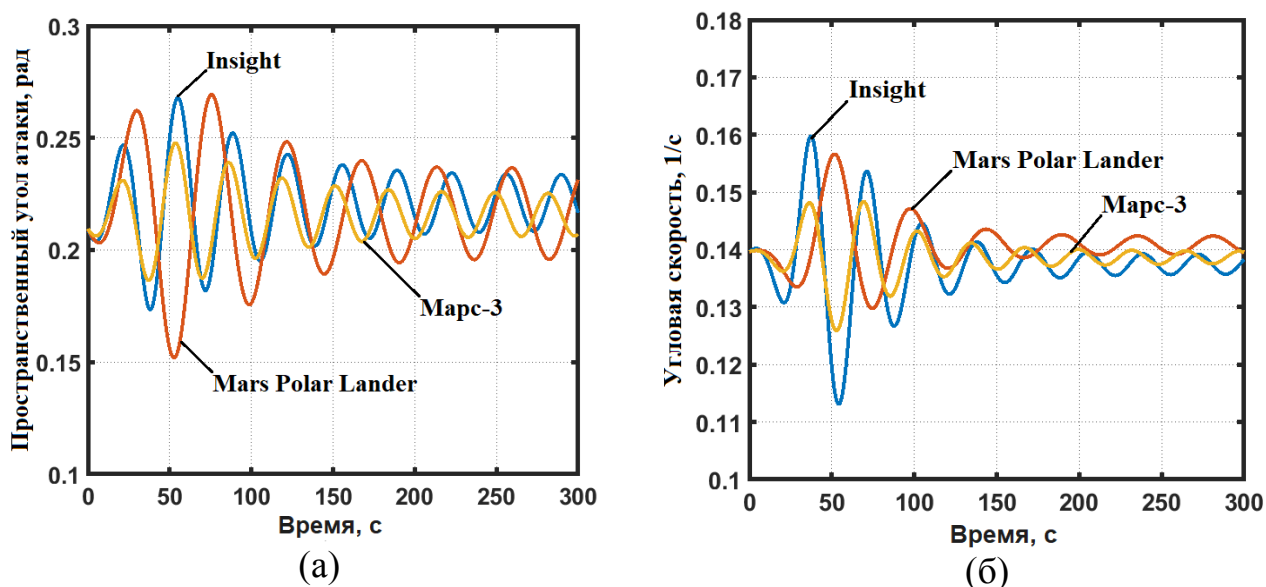 Пространственный угол атаки, рад
0.3
0.25
0.2
0.15
0.1
Insight
Марс-3
Mars Polar Lander
0 50 100 150 200 250 300
Время, с
(а)
Угловая скорость, 1/с
0.18
0.17
0.16
0.15
0.14
0.13
0.12
0.11
0.1
Insight
Mars Polar Lander
Марс-3
0 50 100 150 200 250 300
Время, с
(б)